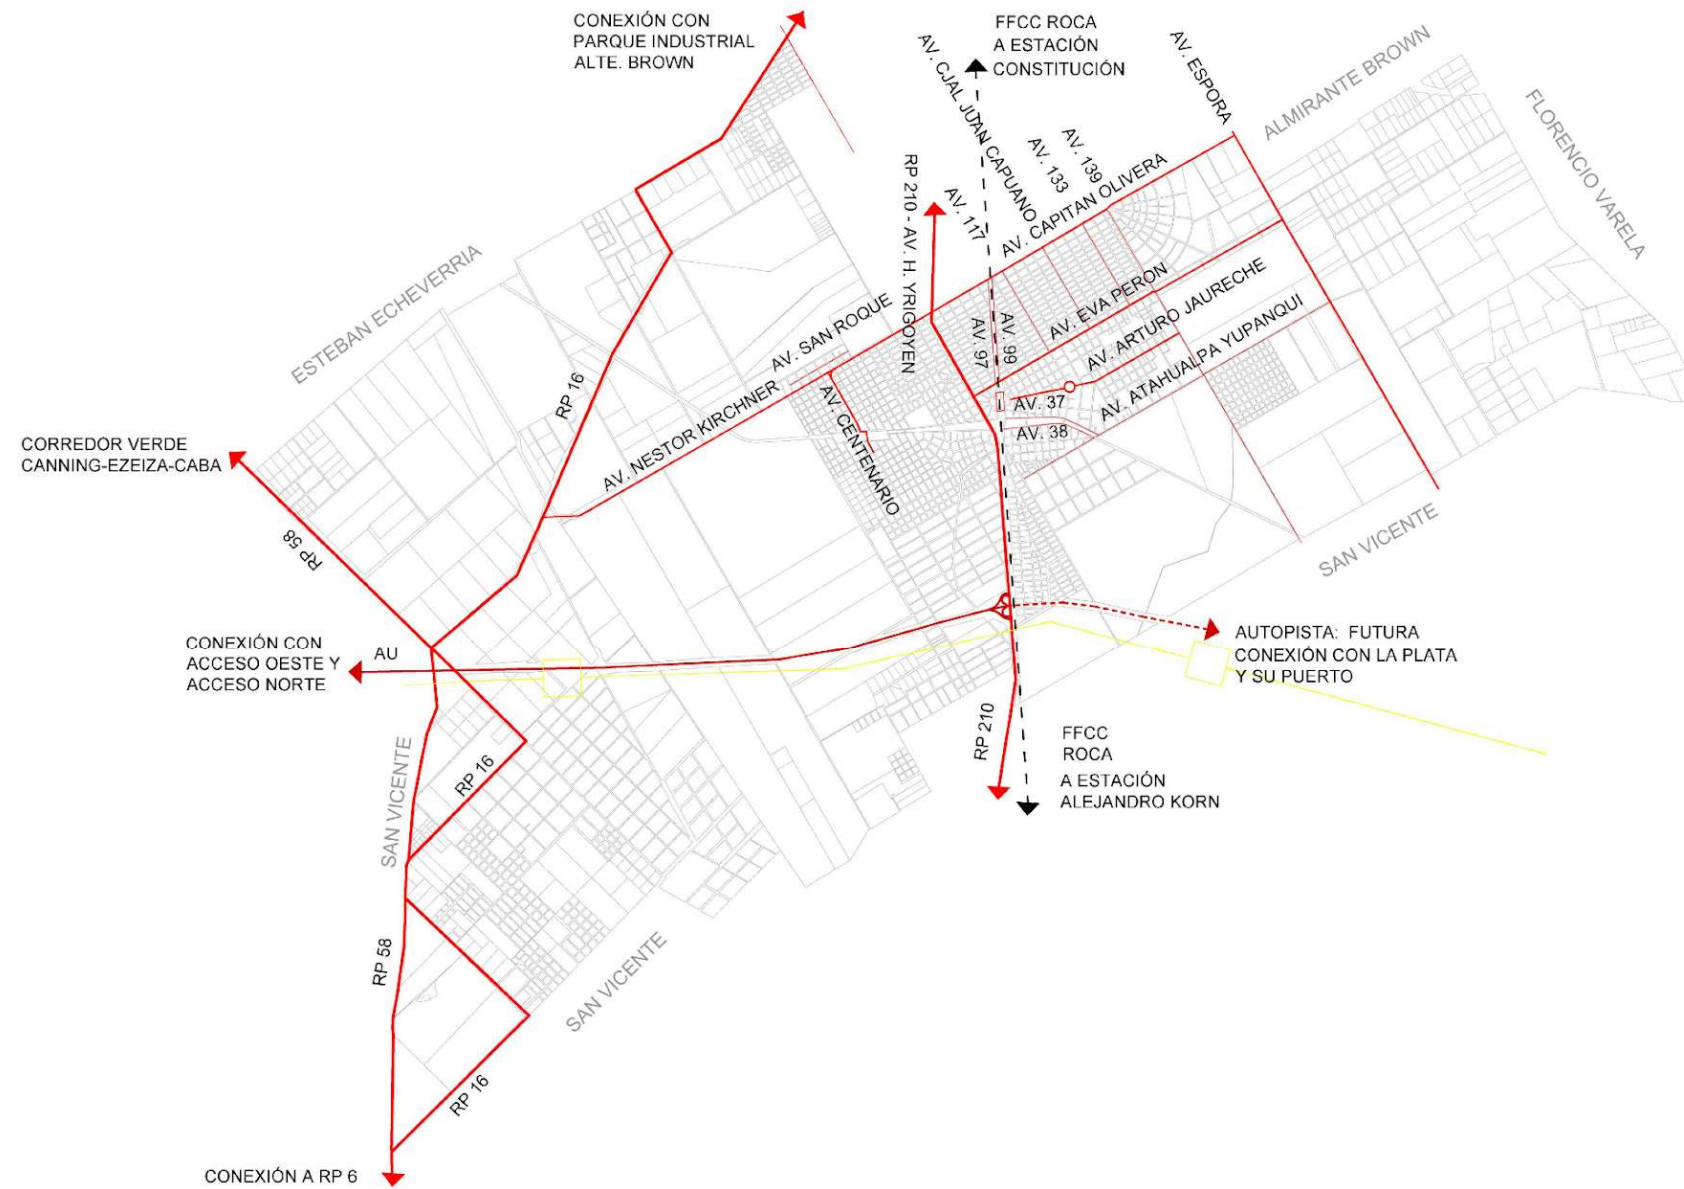 CONEXIÓN CON
PARQUE INDUSTRIAL
ALTE. BROWN
FFCC ROCA
A ESTACIÓN
CONSTITUCIÓN
AV. CJAL JUAN CAPUANO
AV. ESPORA
ALMIRANTE BROWN
FLORENCIO VARELA
AV. 139
AV. 133
AV. 117
RP 210 - AV. H. YRIGOYEN
AV. CAPITAN OLIVERA
ESTEBAN ECHEVERRIA
AV. SAN ROQUE
AV. EVA PERON
AV. ARTURO JAURECHE
AV. ATAHUALPA YUPANQUI
AV. 97
AV. 99
RP 16
AV. NESTOR KIRCHNER
AV. CENTENARIO
AV. 37
AV. 38
CORREDOR VERDE
CANNING-EZEIZA-CABA
RP 58
SAN VICENTE
CONEXIÓN CON
ACCESO OESTE Y
ACCESO NORTE
AU
AUTOPISTA: FUTURA
CONEXIÓN CON LA PLATA
Y SU PUERTO
RP 210
FFCC
ROCA
A ESTACIÓN
ALEJANDRO KORN
SAN VICENTE
RP 16
RP 58
SAN VICENTE
RP 16
CONEXIÓN A RP 6